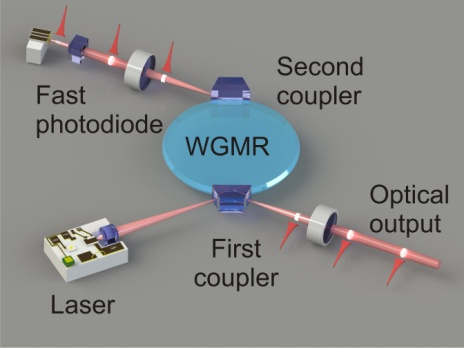 Second
coupler
Fast
photodiode
WGMR
Optical
output
First
coupler
Laser